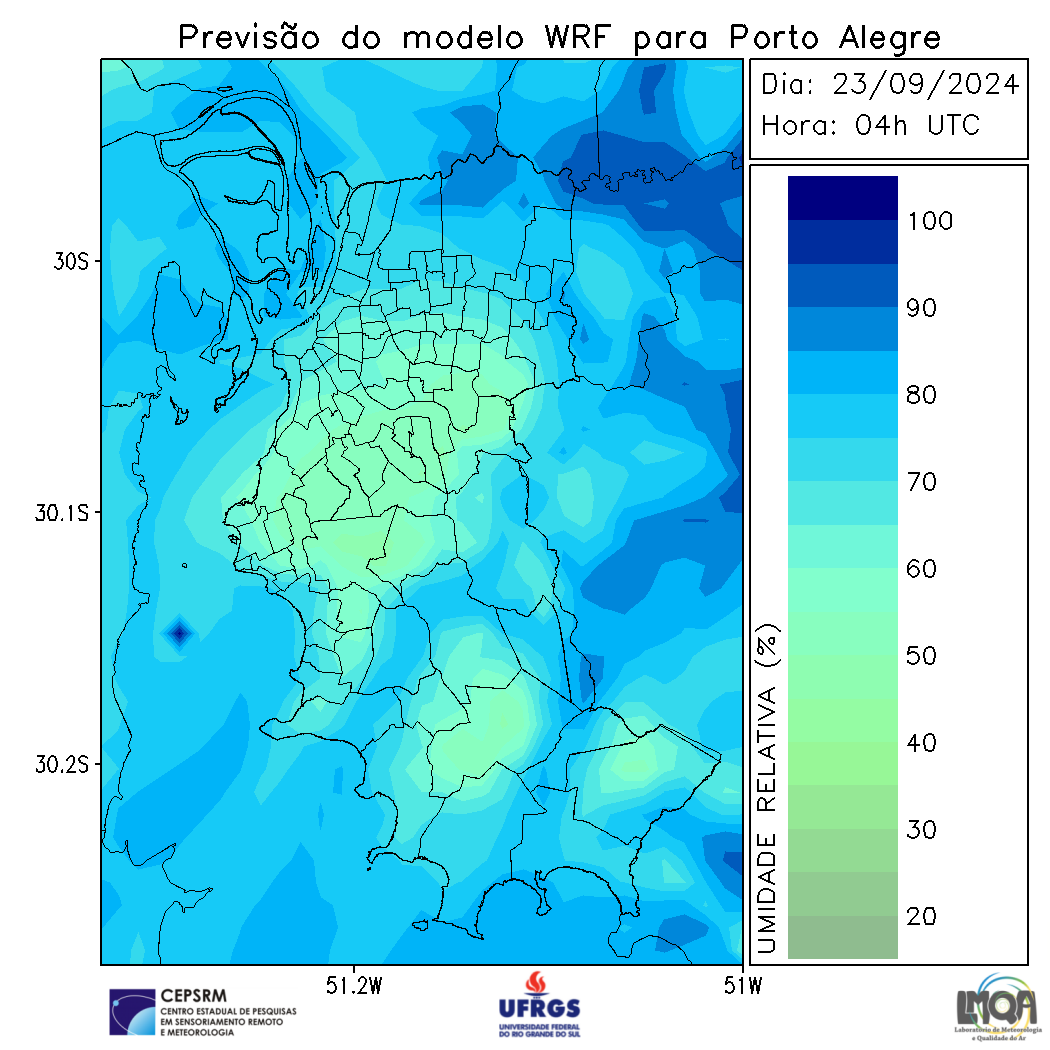 Previsão do modelo WRF para Porto Alegre
Dia: 23/09/2024
Hora: 04h UTC
30S
30.1S
30.2S
51.2W
51W
UMIDADE RELATIVA (%)
100
90
80
70
60
50
40
30
20
CEPSRM
CENTRO ESTADUAL DE PESQUISAS
EM SENSORIAMENTO REMOTO
E METEOROLOGIA
UFRGS
UNIVERSIDADE FEDERAL
DO RIO GRANDE DO SUL
LMQA
Laboratório de Meteorologia
e Qualidade do Ar